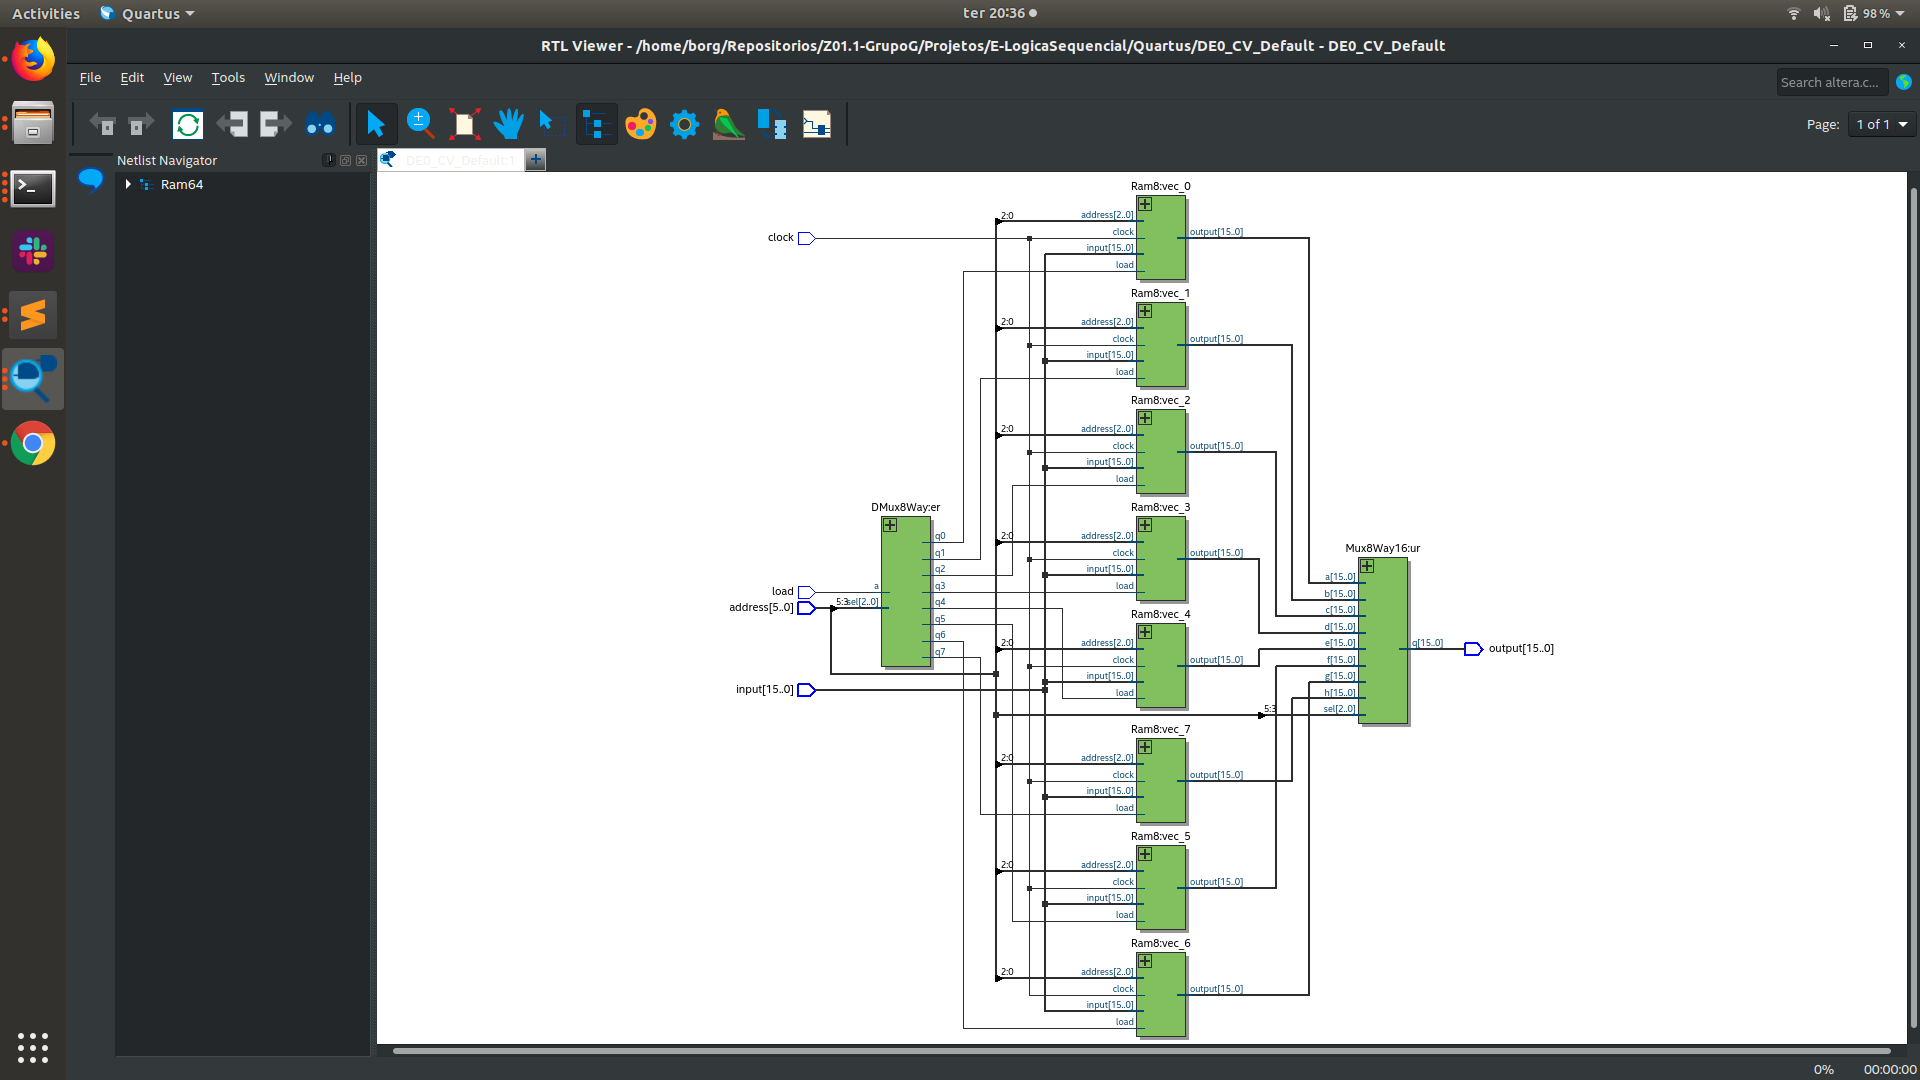 Activities
Quartus
ter 20:36
98 %
RTL Viewer - /home/borg/Repositorios/Z01.1-GrupoG/Projetos/E-LogicaSequencial/Quartus/DE0_CV_Default - DE0_CV_Default
File Edit View Tools Window Help
Search altera.c...
Page: 1 of 1
Netlist Navigator
DE0_CV_Default:1
Ram64
Ram8:vec_0
2:0 address[2..0]
clock
clock
input[15..0]
load
output[15..0]
Ram8:vec_1
2:0 address[2..0]
clock
input[15..0]
load
output[15..0]
Ram8:vec_2
2:0 address[2..0]
clock
input[15..0]
load
output[15..0]
Ram8:vec_3
2:0 address[2..0]
clock
input[15..0]
load
output[15..0]
DMux8Way:er
q0
q1
q2
q3
q4
q5
q6
q7
a
load
address[5..0]
5:3 sel[2..0]
input[15..0]
Ram8:vec_4
2:0 address[2..0]
clock
input[15..0]
load
output[15..0]
Mux8Way16:ur
a[15..0]
b[15..0]
c[15..0]
d[15..0]
e[15..0]
f[15..0]
g[15..0]
h[15..0]
5:3 sel[2..0]
q[15..0]
output[15..0]
Ram8:vec_7
2:0 address[2..0]
clock
input[15..0]
load
output[15..0]
Ram8:vec_5
2:0 address[2..0]
clock
input[15..0]
load
output[15..0]
Ram8:vec_6
2:0 address[2..0]
clock
input[15..0]
load
output[15..0]
0% 00:00:00